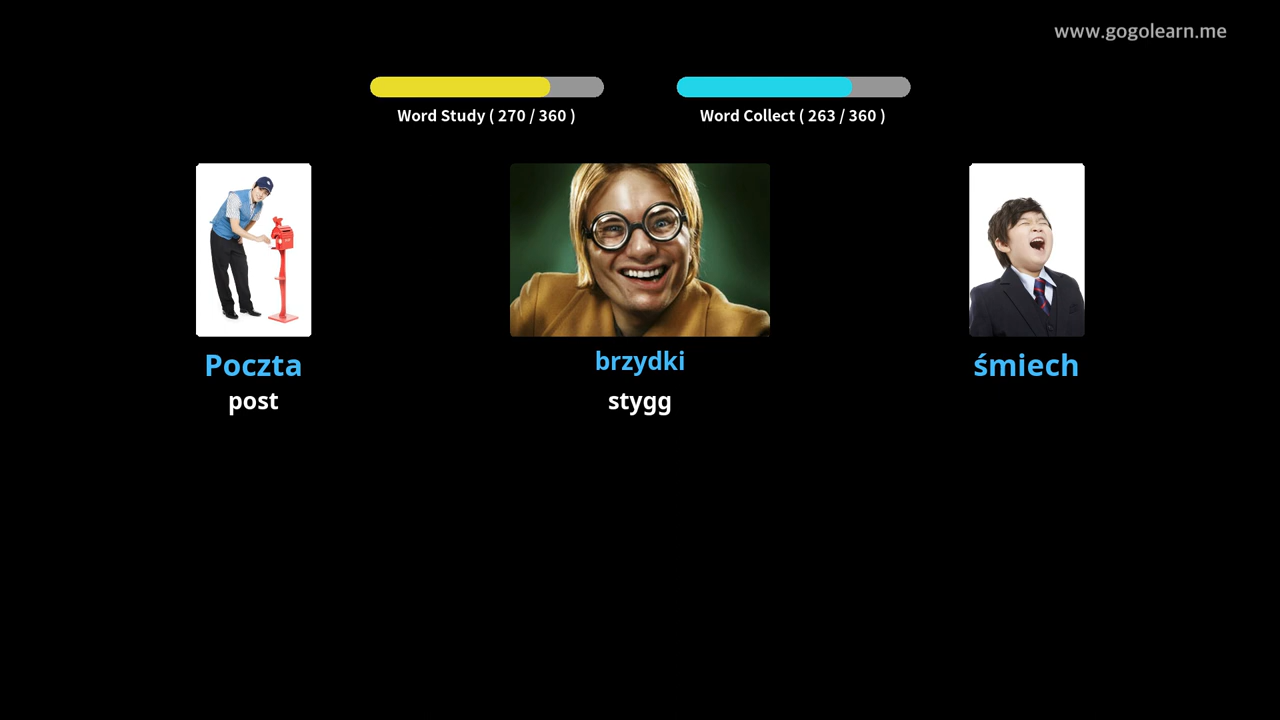 www.gogolearn.me
Word Study ( 270 / 360 )
Word Collect ( 263 / 360 )
Poczta
post
brzydki
stygg
śmiech